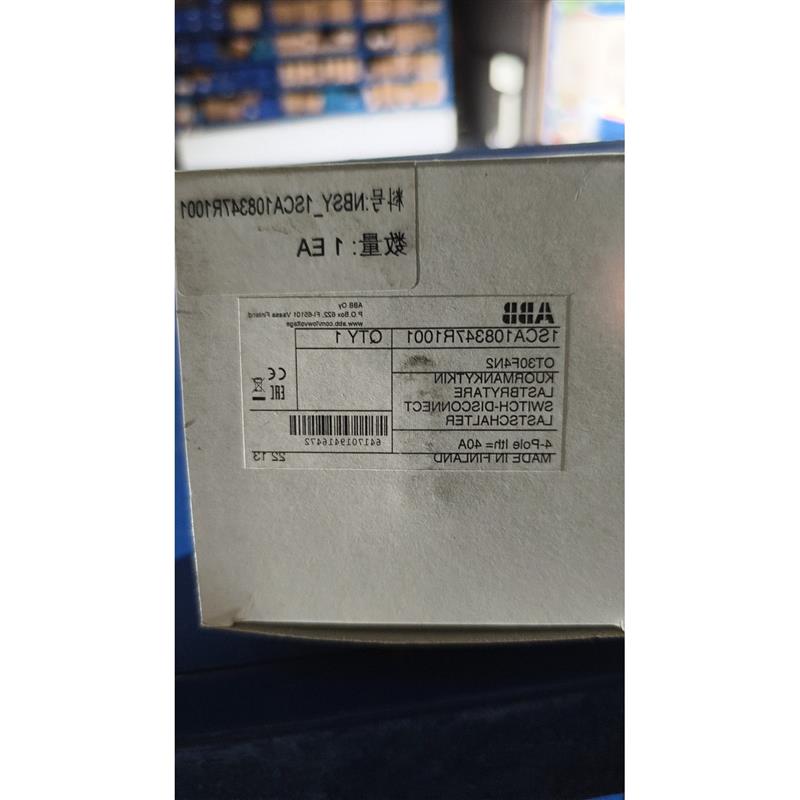 料号:NBSY_1SCA108347R1001
数量: 1 EA
ABB
ABB Oy
P O Box 622, FI-65101 Vaasa Finland
www.abb.com/lowvoltage
1SCA108347R1001
QTY 1
OT30F4N2
KUORMANKYTKIN
LASTBRYTARE
SWITCH-DISCONNECT
LASTSCHALTER
CE
EAC
6417019416472
4-Pole Ith= 40A
MADE IN FINLAND
22 13